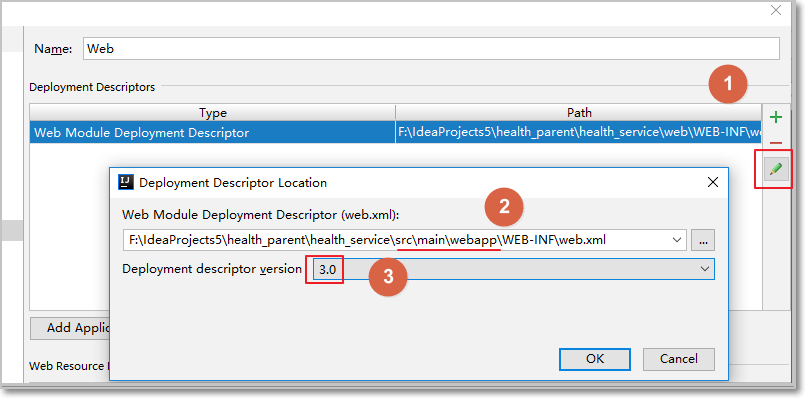 Name: Web
Deployment Descriptors
1
Type Path
Web Module Deployment Descriptor F:\IdeaProjects5\health_parent\health_service\web\WEB-INF\we
IJ Deployment Descriptor Location
2
Web Module Deployment Descriptor (web.xml):
F:\IdeaProjects5\health_parent\health_service\src\main\webapp\WEB-INF\web.xml ...
Deployment descriptor version 3.0
3
Add Applic
OK Cancel
Web Resource